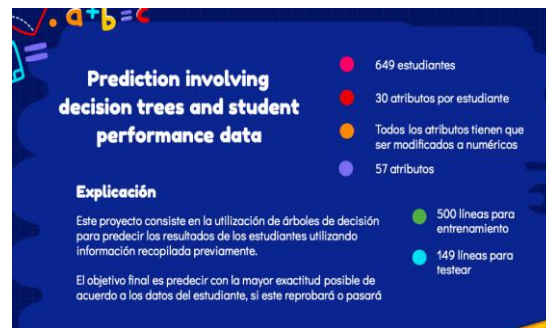 a+b=c
Prediction involving
decision trees and student
performance data
649 estudiantes
30 atributos por estudiante
Todos los atributos tienen que
ser modificados a numéricos
57 atributos
Explicación
Este proyecto consiste en la utilización de árboles de decisión
para predecir los resultados de los estudiantes utilizando
información recopilada previamente.
El objetivo final es predecir con la mayor exactitud posible de
acuerdo a los datos del estudiante, si este reprobará o pasará
500 líneas para
entrenamiento
149 líneas para
testear